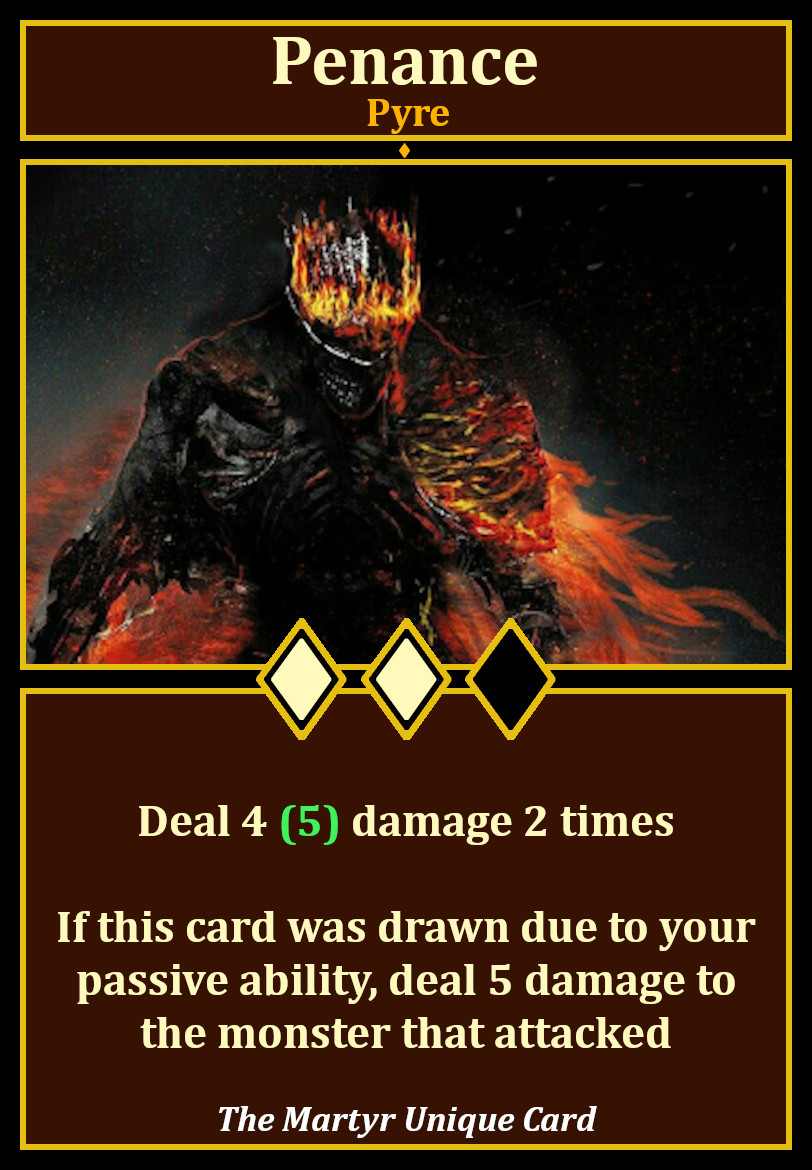 Penance
Pyre
Deal 4 (5) damage 2 times
If this card was drawn due to your
passive ability, deal 5 damage to
the monster that attacked
The Martyr Unique Card